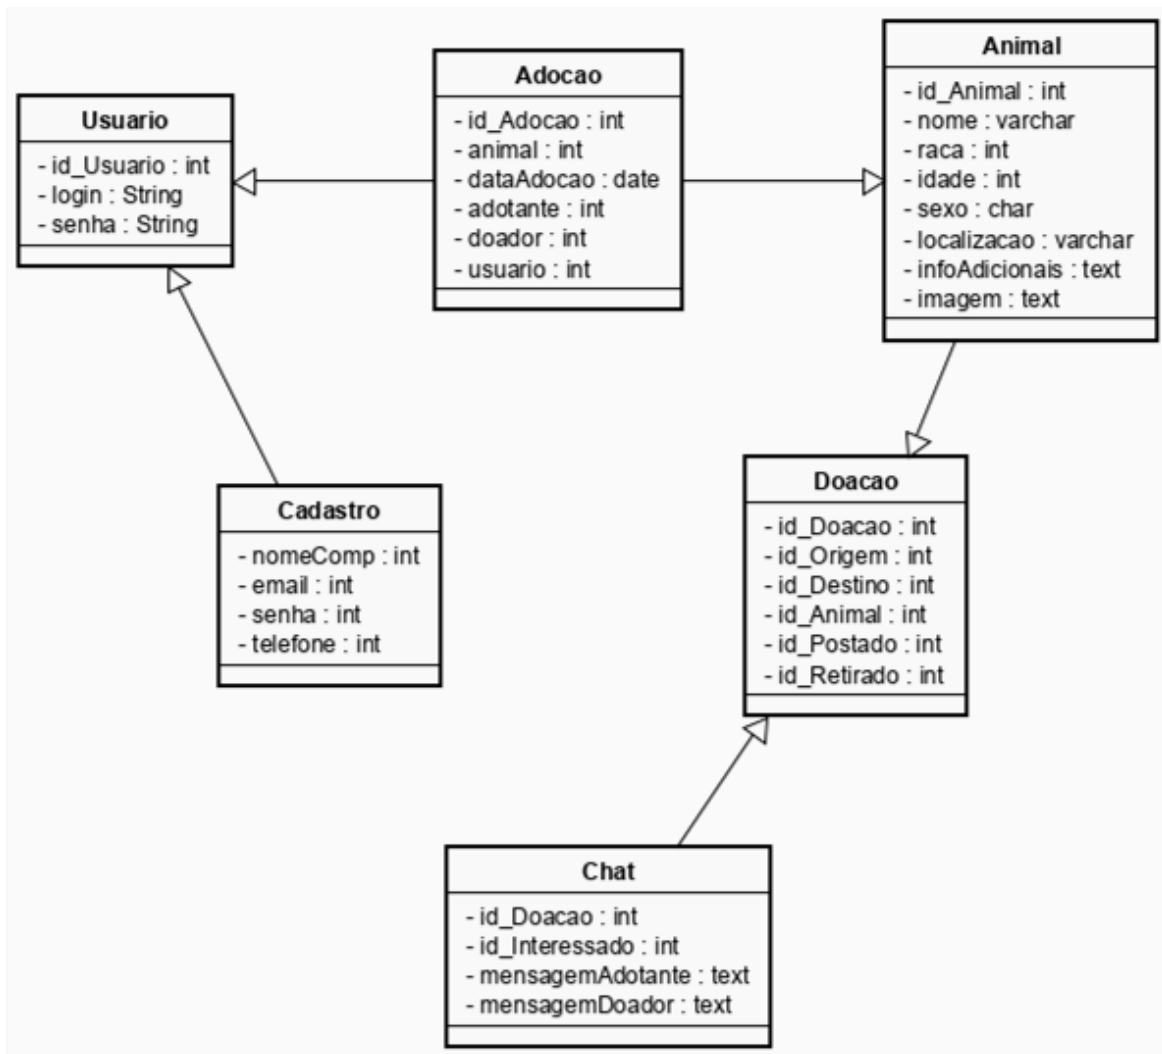 Usuario
- id_Usuario : int
- login : String
- senha : String
Adocao
- id_Adocao : int
- animal : int
- dataAdocao : date
- adotante : int
- doador : int
- usuario : int
Animal
- id_Animal : int
- nome : varchar
- raca : int
- idade : int
- sexo : char
- localizacao : varchar
- infoAdicionais : text
- imagem : text
Cadastro
- nomeComp : int
- email : int
- senha : int
- telefone : int
Doacao
- id_Doacao : int
- id_Origem : int
- id_Destino : int
- id_Animal : int
- id_Postado : int
- id_Retirado : int
Chat
- id_Doacao : int
- id_Interessado : int
- mensagemAdotante : text
- mensagemDoador : text